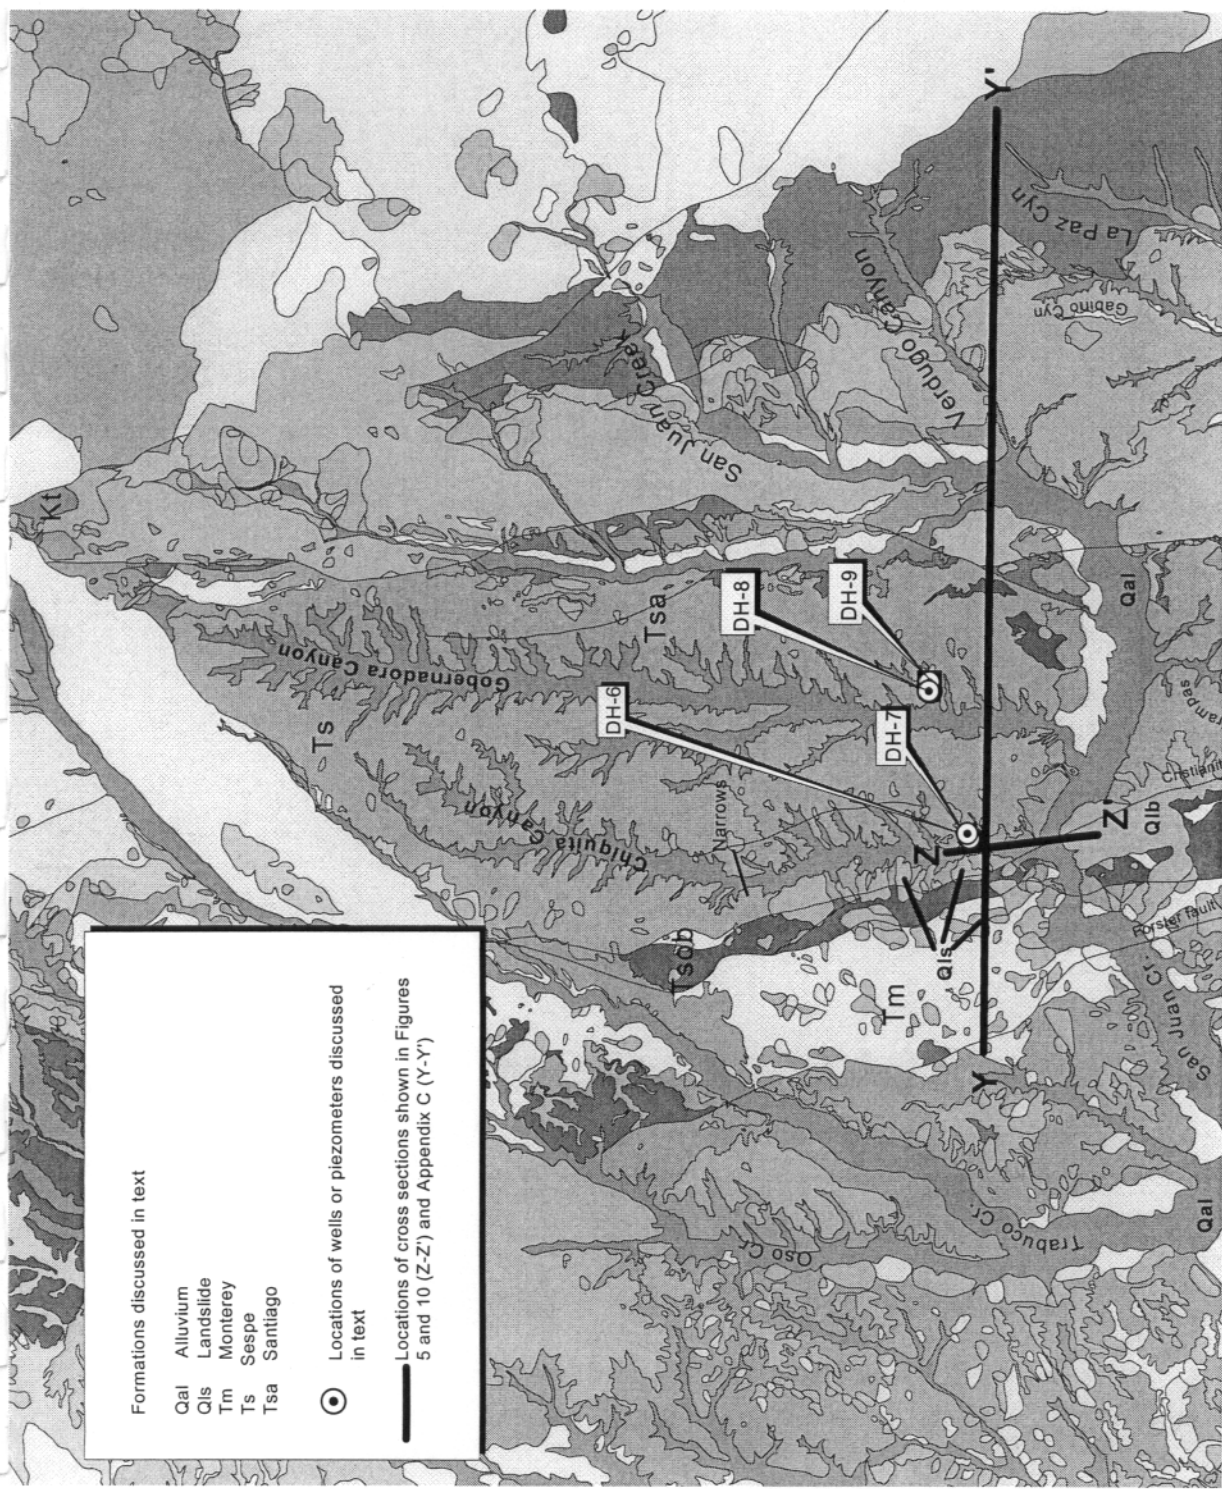 Formations discussed in text
Qal Alluvium
Qls Landslide
Tm Monterey
Ts Sespe
Tsa Santiago
Locations of wells or piezometers discussed
in text
Locations of cross sections shown in Figures
5 and 10 (Z-Z') and Appendix C (Y-Y')
Kt
Ts
Gobernadora Canyon
Chiquita
Canyon
Tsa
San Juan Creek
Narrows
Verdugo Canyon
La Paz Cyn
Gabino Cyn
DH-6
DH-8
DH-9
DH-7
Tm
Qls
Oso Cr.
Trabuco Cr.
San Juan Cr.
Forster fault
Qlb
Qal
Qal
Y
Y'
Z
Z'